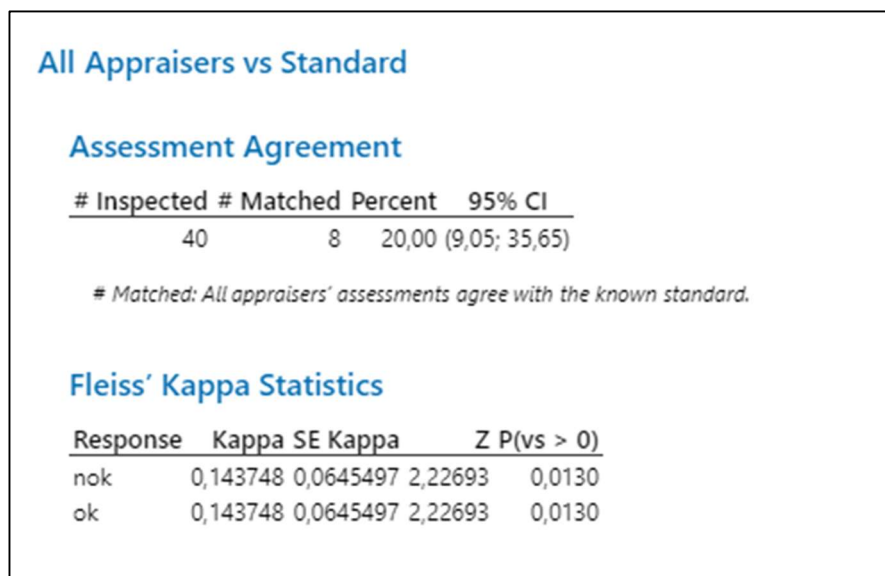 All Appraisers vs Standard
Assessment Agreement
# Inspected # Matched Percent 95% CI
40 8 20,00 (9,05; 35,65)
# Matched: All appraisers' assessments agree with the known standard.
Fleiss' Kappa Statistics
Response Kappa SE Kappa Z P(vs > 0)
nok 0,143748 0,0645497 2,22693 0,0130
ok 0,143748 0,0645497 2,22693 0,0130